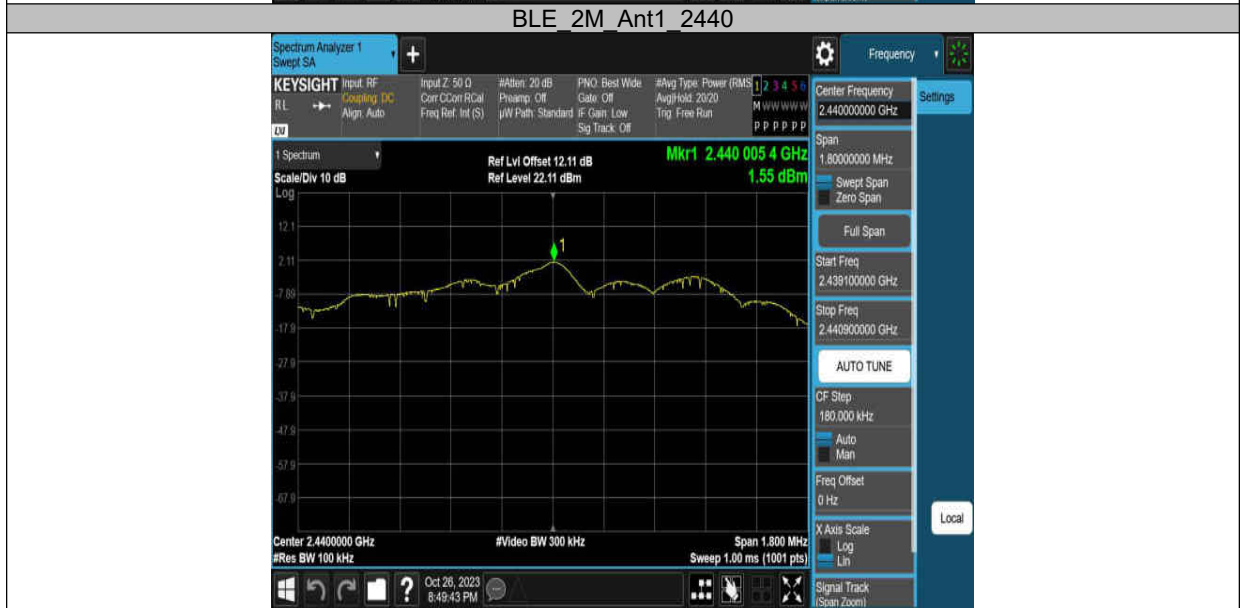 BLE_2M_Ant1_2440
Spectrum Analyzer 1
Swept SA
+
Frequency
KEYSIGHT
RL
LXI
Input: RF
Coupling: DC
Align: Auto
Input Z: 50 Ω
Corr CCorr RCal
Freq Ref: Int (S)
#Atten: 20 dB
Preamp: Off
µW Path: Standard
PNO: Best Wide
Gate: Off
IF Gain: Low
Sig Track: Off
#Avg Type: Power (RMS
Avg|Hold: 20/20
Trig: Free Run
1 2 3 4 5 6
M W W W W W
P P P P P P
Center Frequency
2.440000000 GHz
Settings
1 Spectrum
Scale/Div 10 dB
Log
Ref Lvl Offset 12.11 dB
Ref Level 22.11 dBm
Mkr1 2.440 005 4 GHz
1.55 dBm
Span
1.80000000 MHz
Swept Span
Zero Span
Full Span
Start Freq
2.439100000 GHz
Stop Freq
2.440900000 GHz
AUTO TUNE
CF Step
180.000 kHz
Auto
Man
Freq Offset
0 Hz
X Axis Scale
Log
Lin
Signal Track
(Span Zoom)
Local
12.1
2.11
-7.89
-17.9
-27.9
-37.9
-47.9
-57.9
-67.9
1
Center 2.4400000 GHz
#Res BW 100 kHz
#Video BW 300 kHz
Span 1.800 MHz
Sweep 1.00 ms (1001 pts)
?
Oct 26, 2023
8:49:43 PM